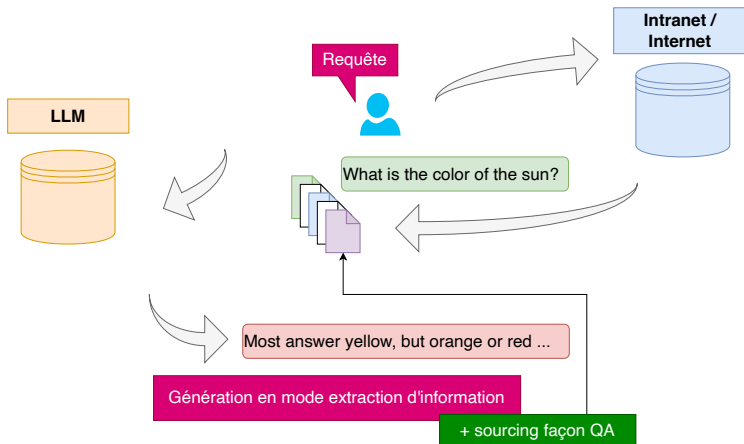 Intranet /
Internet
Requête
LLM
What is the color of the sun?
Most answer yellow, but orange or red ...
Génération en mode extraction d'information
+ sourcing façon QA